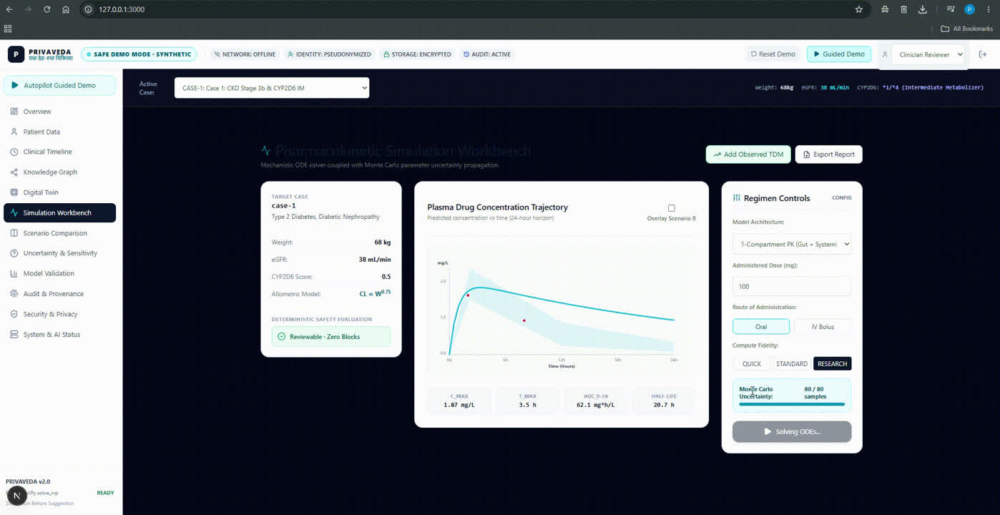 127.0.0.1:3000
All Bookmarks
P
PRIVAVEDA
यथा देहः तथा चिकित्सा
SAFE DEMO MODE · SYNTHETIC
NETWORK: OFFLINE
IDENTITY: PSEUDONYMIZED
STORAGE: ENCRYPTED
AUDIT: ACTIVE
Reset Demo
Guided Demo
Clinician Reviewer
Autopilot Guided Demo
Overview
Patient Data
Clinical Timeline
Knowledge Graph
Digital Twin
Simulation Workbench
Scenario Comparison
Uncertainty & Sensitivity
Model Validation
Audit & Provenance
Security & Privacy
System & AI Status
PRIVAVEDA v2.0
solve_ivp
READY
Before Suggestion
N
Active
Case:
CASE-1: Case 1: CKD Stage 3b & CYP2D6 IM
Weight: 68kg eGFR: 38 mL/min CYP2D6: *1/*4 (Intermediate Metabolizer)
Pharmacokinetic Simulation Workbench
Mechanistic ODE solver coupled with Monte Carlo parameter uncertainty propagation.
Add Observed TDM
Export Report
TARGET CASE
case-1
Type 2 Diabetes, Diabetic Nephropathy
Weight: 68 kg
eGFR: 38 mL/min
CYP2D6 Score: 0.5
Allometric Model: CL ∝ W^0.75
DETERMINISTIC SAFETY EVALUATION
Reviewable · Zero Blocks
Plasma Drug Concentration Trajectory
Predicted concentration vs time (24-hour horizon)
Overlay Scenario B
mg/L
2.0
1.0
0.0
0h 6h 12h 18h 24h
Time (Hours)
C_MAX
1.87 mg/L
T_MAX
3.5 h
AUC_0-24
62.1 mg*h/L
HALF-LIFE
20.7 h
Regimen Controls
CONFIG
Model Architecture:
1-Compartment PK (Gut + Systemi
Administered Dose (mg):
100
Route of Administration:
Oral
IV Bolus
Compute Fidelity:
QUICK
STANDARD
RESEARCH
Monte Carlo
Uncertainty:
80 / 80
samples
Solving ODEs...